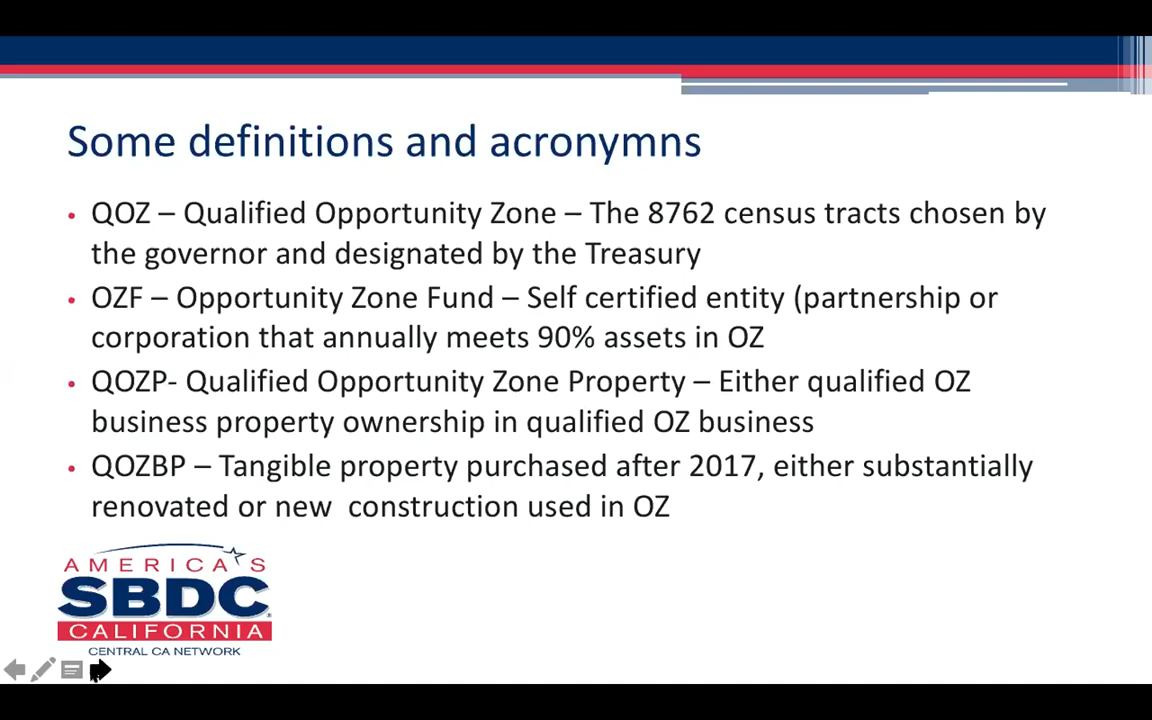 Some definitions and acronymns
• QOZ – Qualified Opportunity Zone – The 8762 census tracts chosen by
the governor and designated by the Treasury
• OZF – Opportunity Zone Fund – Self certified entity (partnership or
corporation that annually meets 90% assets in OZ
• QOZP- Qualified Opportunity Zone Property – Either qualified OZ
business property ownership in qualified OZ business
• QOZBP – Tangible property purchased after 2017, either substantially
renovated or new  construction used in OZ
AMERICA'S
SBDC
CALIFORNIA
CENTRAL CA NETWORK